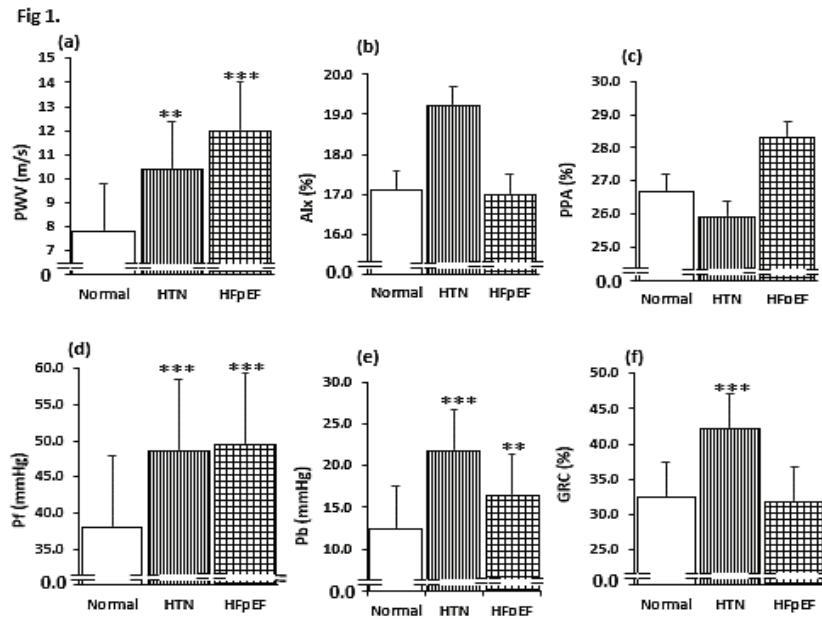 Fig 1.
(a)
PWV (m/s)
15
14
13
12
11
10
9
8
7
0
**
***
Normal HTN HFpEF
(b)
AIx (%)
20.0
19.0
18.0
17.0
16.0
0.0
Normal HTN HFpEF
(c)
PPA (%)
30.0
29.0
28.0
27.0
26.0
25.0
0.0
Normal HTN HFpEF
(d)
Pf (mmHg)
60.0
55.0
50.0
45.0
40.0
35.0
0.0
*** ***
Normal HTN HFpEF
(e)
Pb (mmHg)
30.0
25.0
20.0
15.0
10.0
0.0
***
**
Normal HTN HFpEF
(f)
GRC (%)
50.0
45.0
40.0
35.0
30.0
25.0
0.0
***
Normal HTN HFpEF